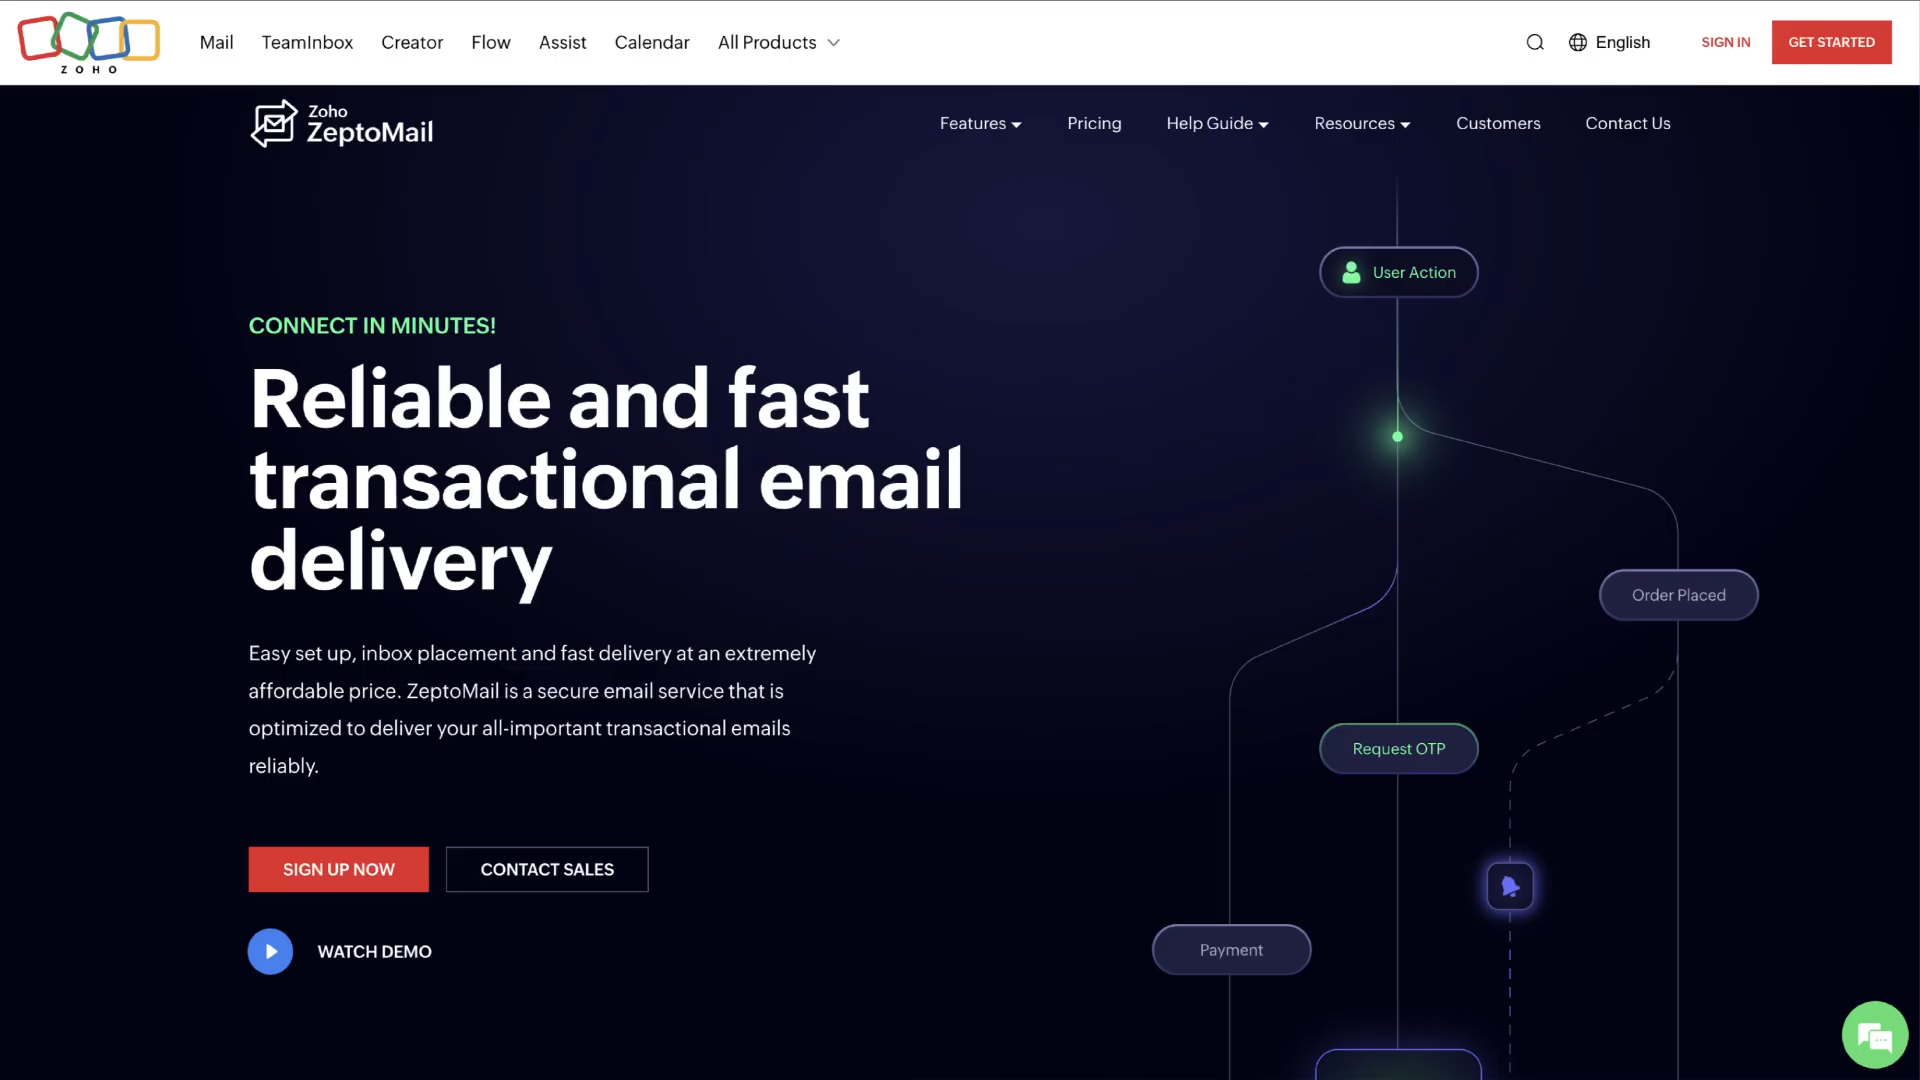 ZOHO
Mail
TeamInbox
Creator
Flow
Assist
Calendar
All Products
English
SIGN IN
GET STARTED
Zoho
ZeptoMail
Features
Pricing
Help Guide
Resources
Customers
Contact Us
CONNECT IN MINUTES!
Reliable and fast
transactional email
delivery
Easy set up, inbox placement and fast delivery at an extremely
affordable price. ZeptoMail is a secure email service that is
optimized to deliver your all-important transactional emails
reliably.
SIGN UP NOW
CONTACT SALES
WATCH DEMO
User Action
Order Placed
Request OTP
Payment